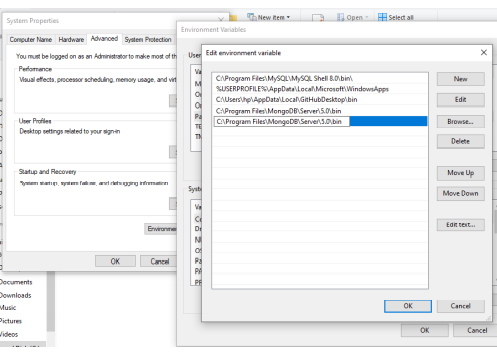 System Properties
New item
Open
Select all
Environment Variables
Computer Name Hardware Advanced System Protection
You must be logged on as an Administrator to make most of th
Performance
Visual effects, processor scheduling, memory usage, and virt
User Profiles
Desktop settings related to your sign-in
Startup and Recovery
System startup, system failure, and debugging information
Environme
OK Cancel
User
Edit environment variable
C:\Program Files\MySQL\MySQL Shell 8.0\bin\
%USERPROFILE%\AppData\Local\Microsoft\WindowsApps
C:\Users\hp\AppData\Local\GitHubDesktop\bin
C:\Program Files\MongoDB\Server\5.0\bin
C:\Program Files\MongoDB\Server\5.0\bin
New
Edit
Browse...
Delete
Move Up
Move Down
Edit text...
OK Cancel
Syste
OK Cancel
Documents
Downloads
Music
Pictures
Videos